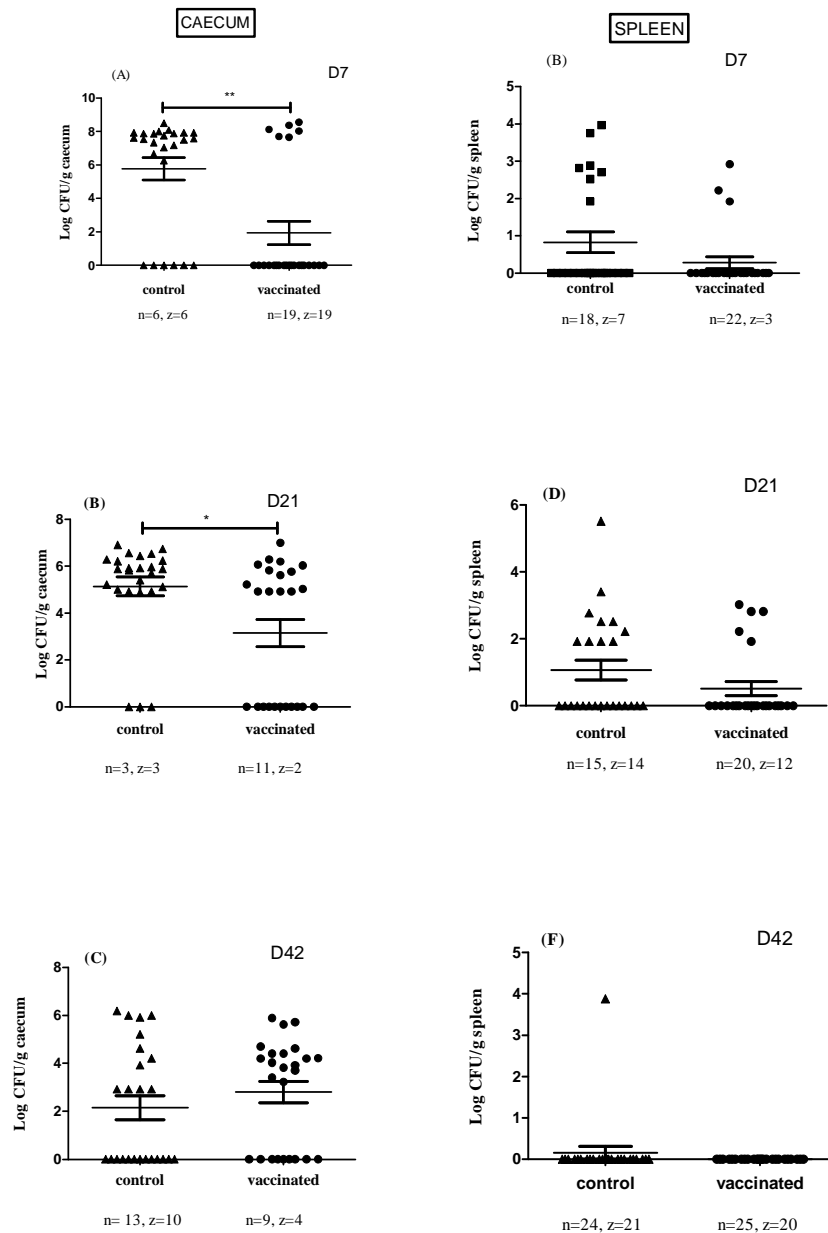 CAECUM
SPLEEN
(A)
D7
**
10
8
6
4
2
0
Log CFU/g caecum
control
vaccinated
n=6, z=6
n=19, z=19
(B)
D7
5
4
3
2
1
0
Log CFU/g spleen
control
vaccinated
n=18, z=7
n=22, z=3
(B)
D21
*
8
6
4
2
0
Log CFU/g caecum
control
vaccinated
n=3, z=3
n=11, z=2
(D)
D21
6
4
2
0
Log CFU/g spleen
control
vaccinated
n=15, z=14
n=20, z=12
(C)
D42
8
6
4
2
0
Log CFU/g caecum
control
vaccinated
n= 13, z=10
n=9, z=4
(F)
D42
5
4
3
2
1
0
Log CFU/g spleen
control
vaccinated
n=24, z=21
n=25, z=20